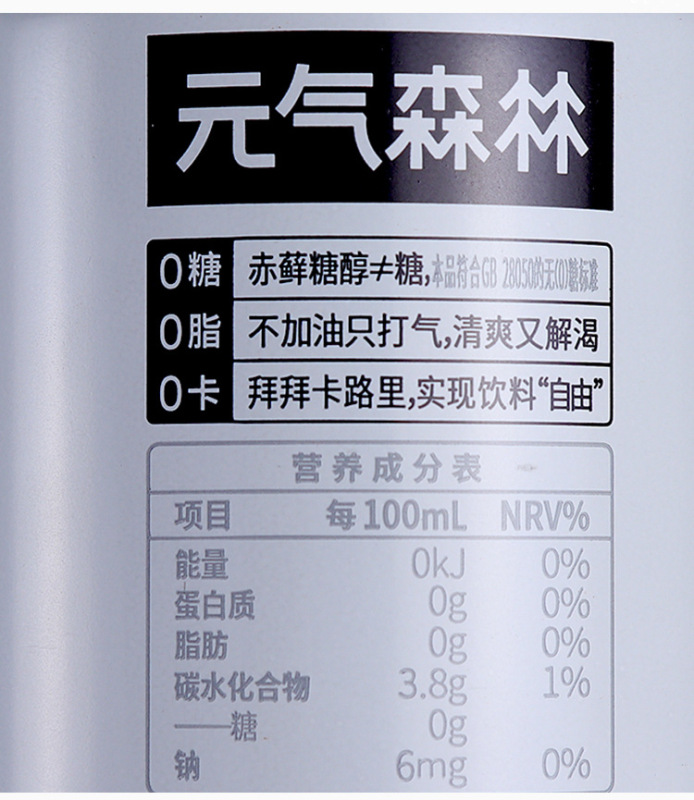 元气森林
0糖 赤藓糖醇≠糖,本品符合GB 28050的无(0)糖标准
0脂 不加油只打气,清爽又解渴
0卡 拜拜卡路里,实现饮料“自由”
营养成分表
项目 每100mL NRV%
能量 0kJ 0%
蛋白质 0g 0%
脂肪 0g 0%
碳水化合物 3.8g 1%
——糖 0g
钠 6mg 0%